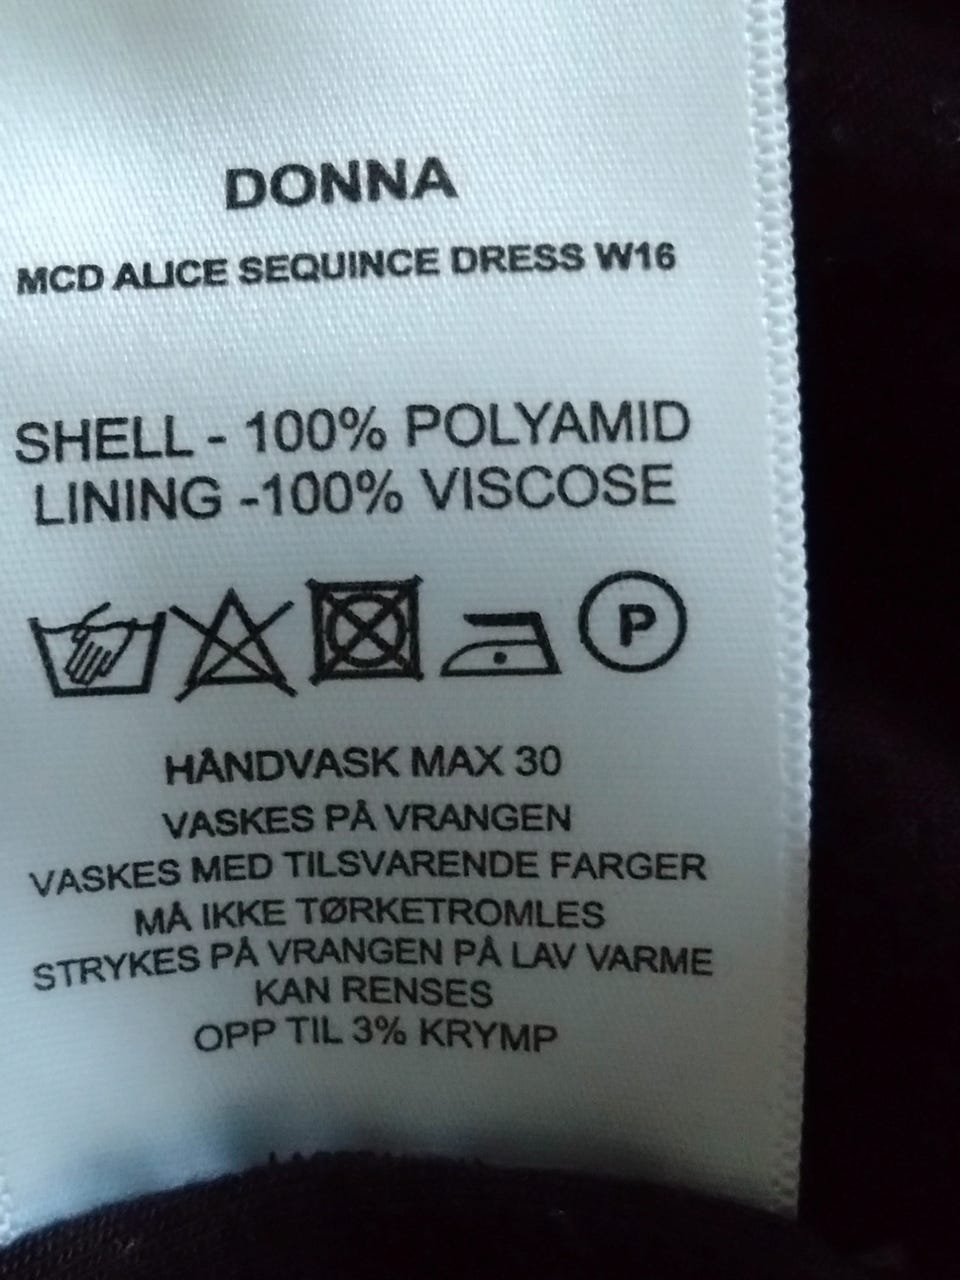 DONNA
MCD ALICE SEQUINCE DRESS W16
SHELL - 100% POLYAMID
LINING -100% VISCOSE
P
HÅNDVASK MAX 30
VASKES PÅ VRANGEN
VASKES MED TILSVARENDE FARGER
MÅ IKKE TØRKETROMLES
STRYKES PÅ VRANGEN PÅ LAV VARME
KAN RENSES
OPP TIL 3% KRYMP